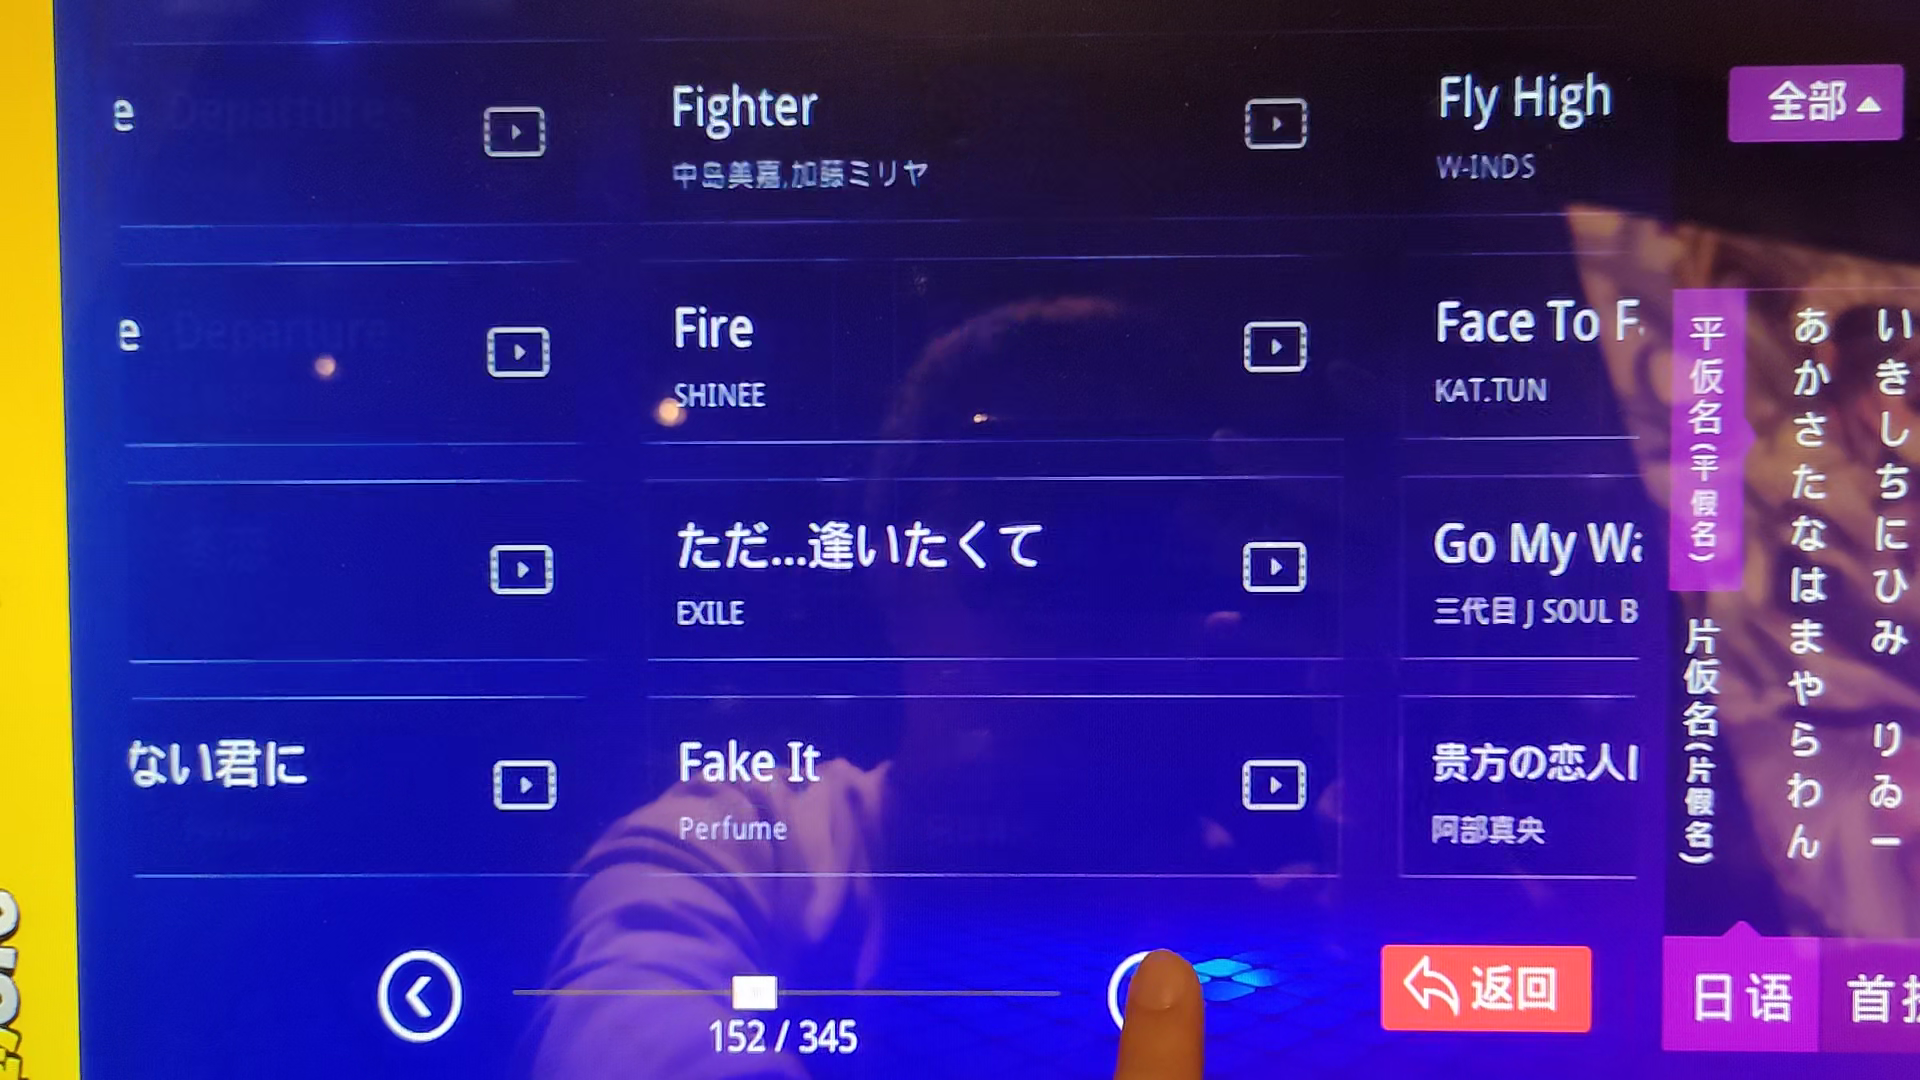 e
Departure
Fighter
中岛美嘉,加藤ミリヤ
Fly High
W-INDS
全部
e
Departure
Fire
SHINEE
Face To F
KAT.TUN
ただ...逢いたくて
EXILE
Go My Wa
三代目 J SOUL B
ない君に
Fake It
Perfume
贵方の恋人
阿部真央
平仮名(平假名)
片仮名(片假名)
あかさたなはまやらわん
いきしちにひみ りゐー
152 / 345
返回
日语
首